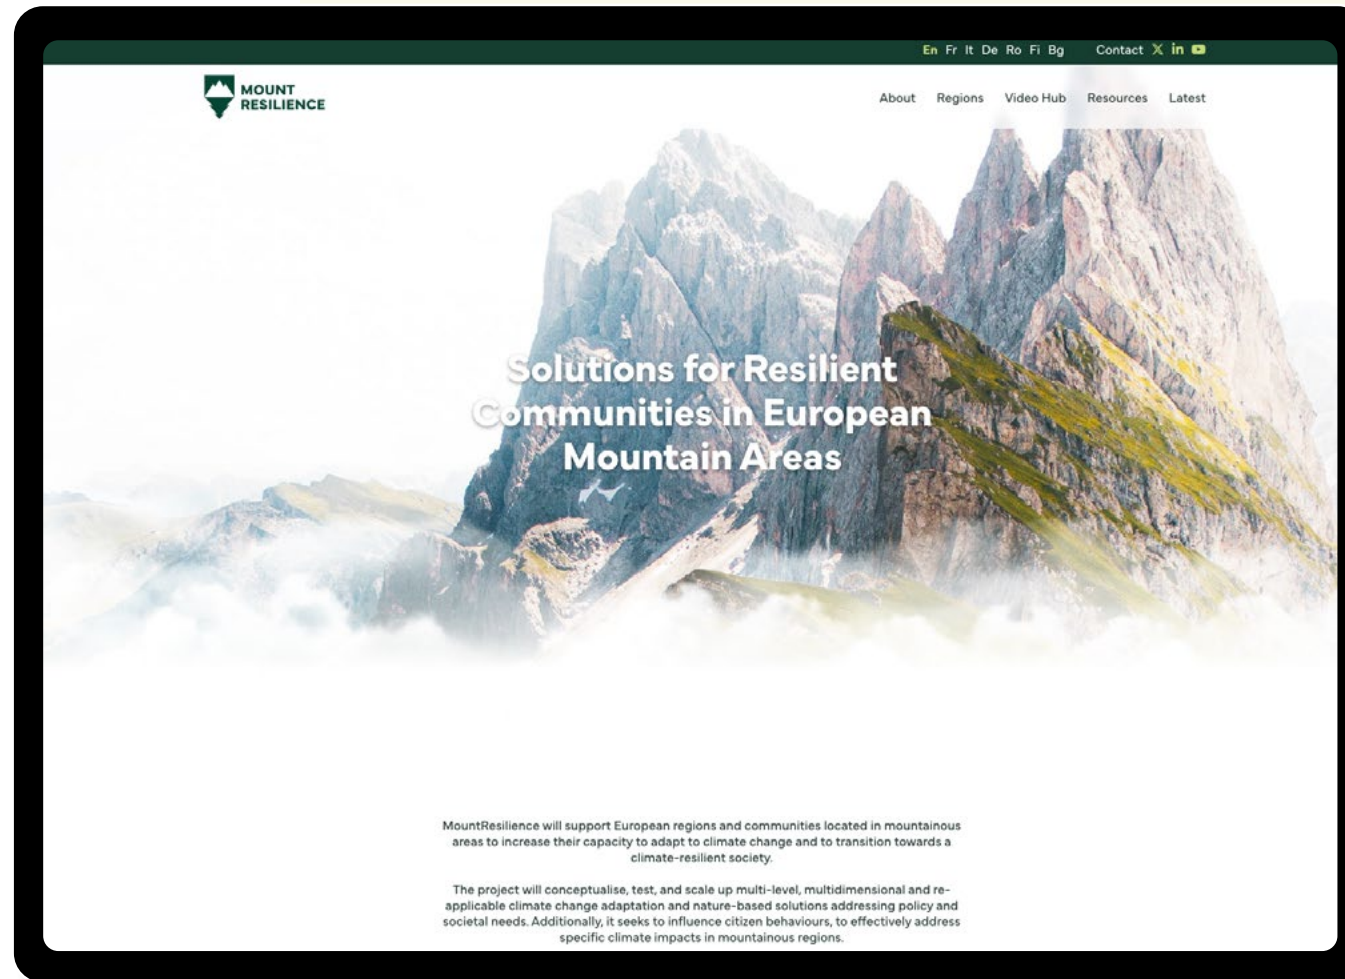 En Fr It De Ro Fi Bg Contact X in
MOUNT
RESILIENCE
About Regions Video Hub Resources Latest
Solutions for Resilient
Communities in European
Mountain Areas
MountResilience will support European regions and communities located in mountainous
areas to increase their capacity to adapt to climate change and to transition towards a
climate-resilient society.
The project will conceptualise, test, and scale up multi-level, multidimensional and re-
applicable climate change adaptation and nature-based solutions addressing policy and
societal needs. Additionally, it seeks to influence citizen behaviours, to effectively address
specific climate impacts in mountainous regions.